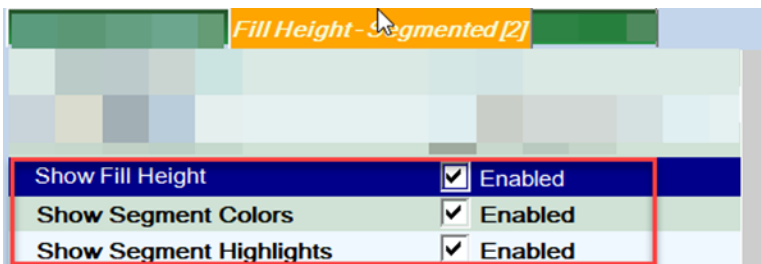 Fill Height - Segmented [2]
Show Fill Height Enabled
Show Segment Colors Enabled
Show Segment Highlights Enabled